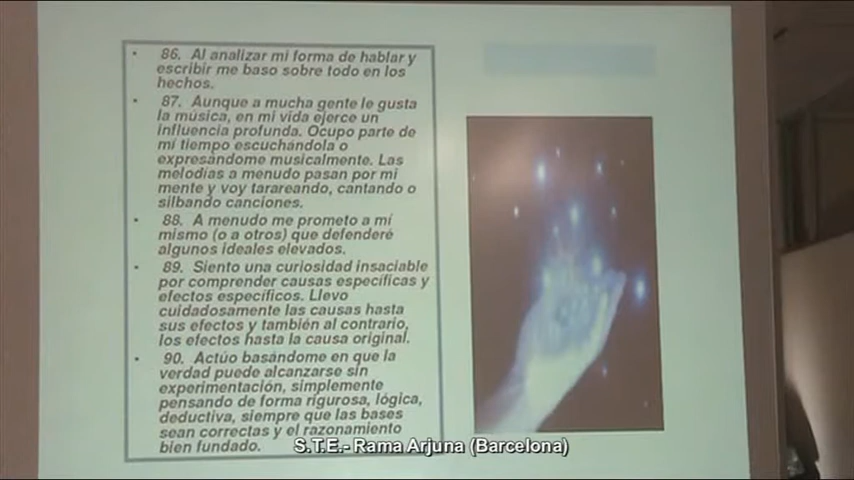 • 86. Al analizar mi forma de hablar y
escribir me baso sobre todo en los
hechos.
• 87. Aunque a mucha gente le gusta
la música, en mi vida ejerce un
influencia profunda. Ocupo parte de
mi tiempo escuchándola o
expresándome musicalmente. Las
melodías a menudo pasan por mi
mente y voy tarareando, cantando o
silbando canciones.
• 88. A menudo me prometo a mí
mismo (o a otros) que defenderé
algunos ideales elevados.
• 89. Siento una curiosidad insaciable
por comprender causas específicas y
efectos específicos. Llevo
cuidadosamente las causas hasta
sus efectos y también al contrario,
los efectos hasta la causa original.
• 90. Actúo basándome en que la
verdad puede alcanzarse sin
experimentación, simplemente
pensando de forma rigurosa, lógica,
deductiva, siempre que las bases
sean correctas y el razonamiento
bien fundado.
S.T.E.- Rama Arjuna (Barcelona)